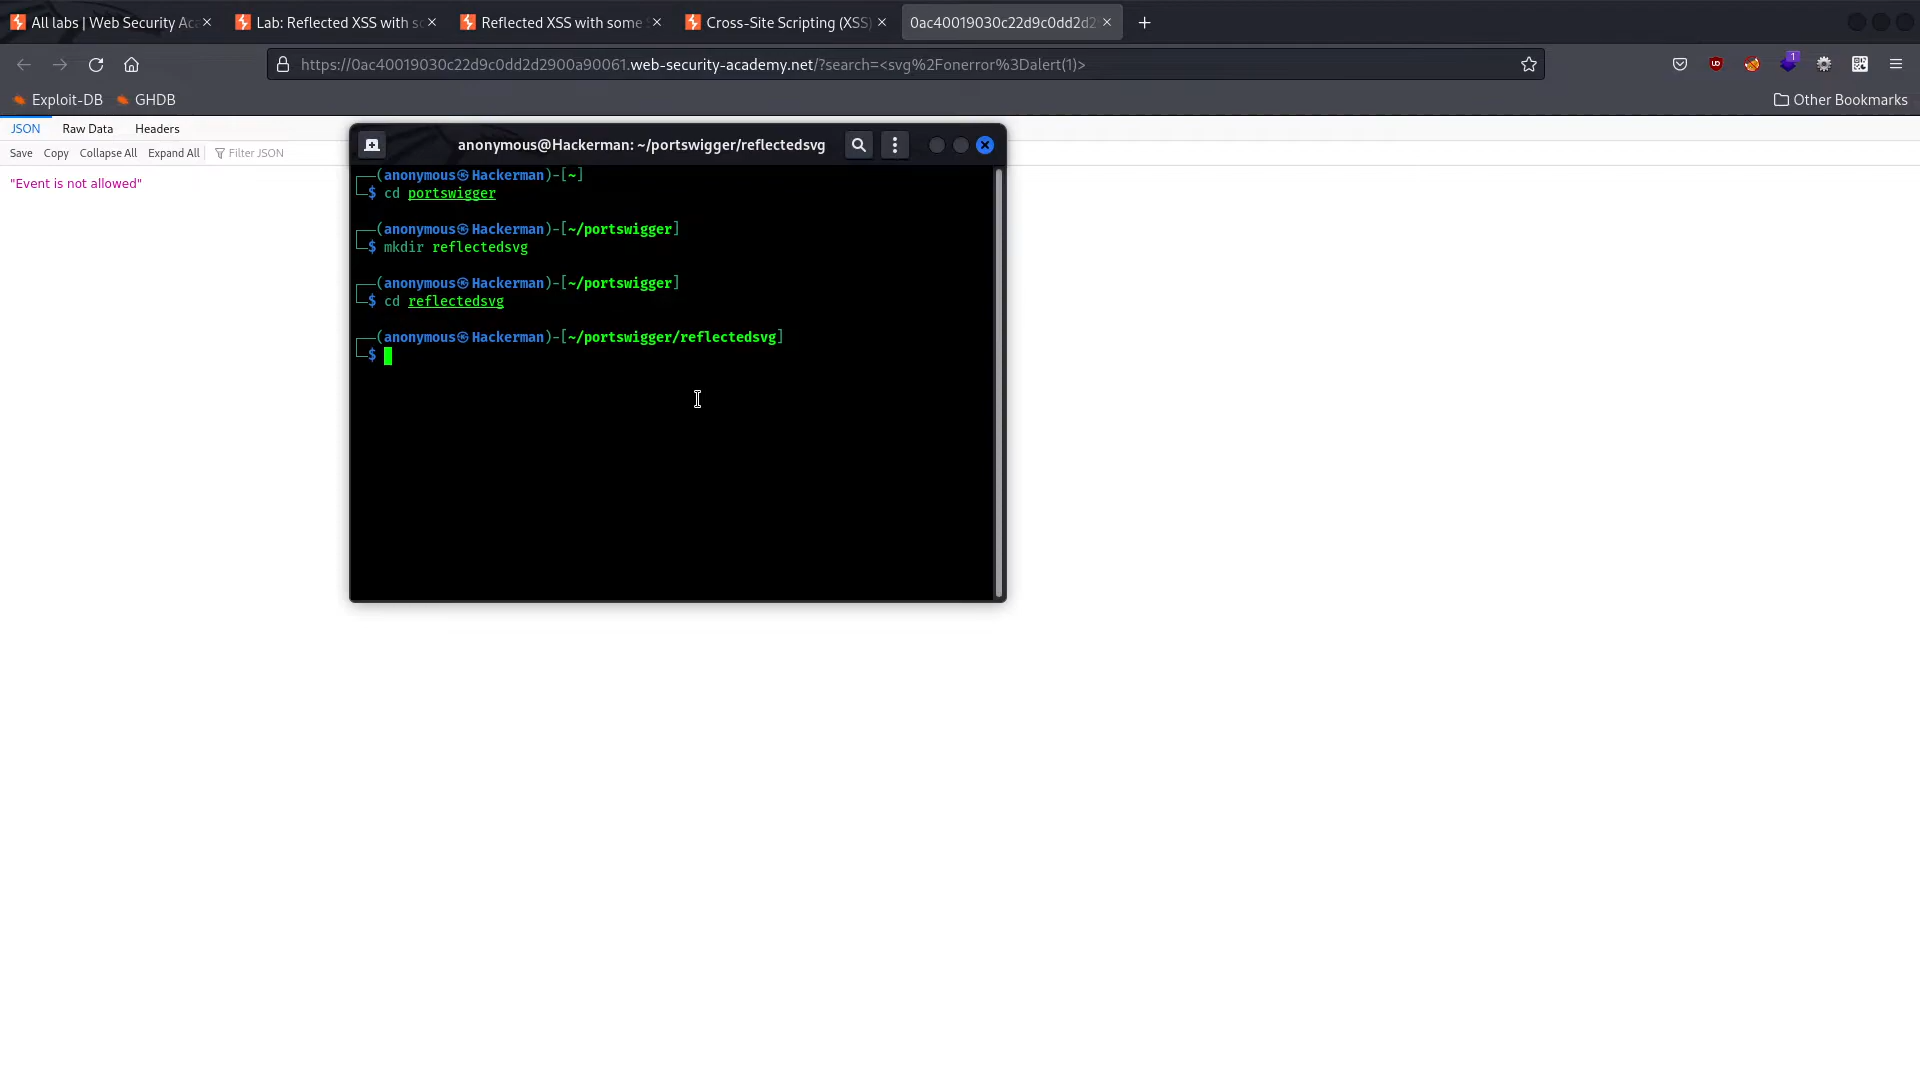 All labs | Web Security Ac
Lab: Reflected XSS with so
Reflected XSS with some
Cross-Site Scripting (XSS)
0ac40019030c22d9c0dd2d2
https://0ac40019030c22d9c0dd2d2900a90061.web-security-academy.net/?search=<svg%2Fonerror%3Dalert(1)>
1
Exploit-DB
GHDB
Other Bookmarks
JSON
Raw Data
Headers
Save
Copy
Collapse All
Expand All
Filter JSON
"Event is not allowed"
anonymous@Hackerman: ~/portswigger/reflectedsvg
┌──(anonymous㉿Hackerman)-[~]
└─$ cd portswigger
┌──(anonymous㉿Hackerman)-[~/portswigger]
└─$ mkdir reflectedsvg
┌──(anonymous㉿Hackerman)-[~/portswigger]
└─$ cd reflectedsvg
┌──(anonymous㉿Hackerman)-[~/portswigger/reflectedsvg]
└─$